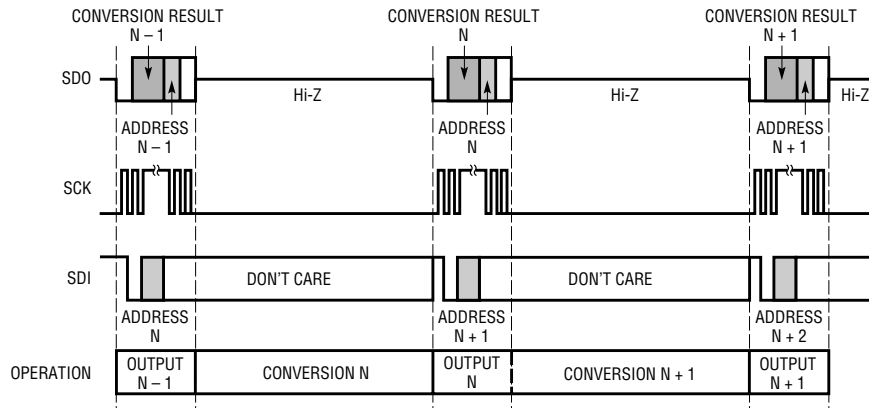 CONVERSION RESULT
N – 1
CONVERSION RESULT
N
CONVERSION RESULT
N + 1
SDO
Hi-Z
Hi-Z
Hi-Z
ADDRESS
N – 1
ADDRESS
N
ADDRESS
N + 1
SCK
SDI
DON'T CARE
DON'T CARE
ADDRESS
N
ADDRESS
N + 1
ADDRESS
N + 2
OPERATION
OUTPUT
N – 1
CONVERSION N
OUTPUT
N
CONVERSION N + 1
OUTPUT
N + 1